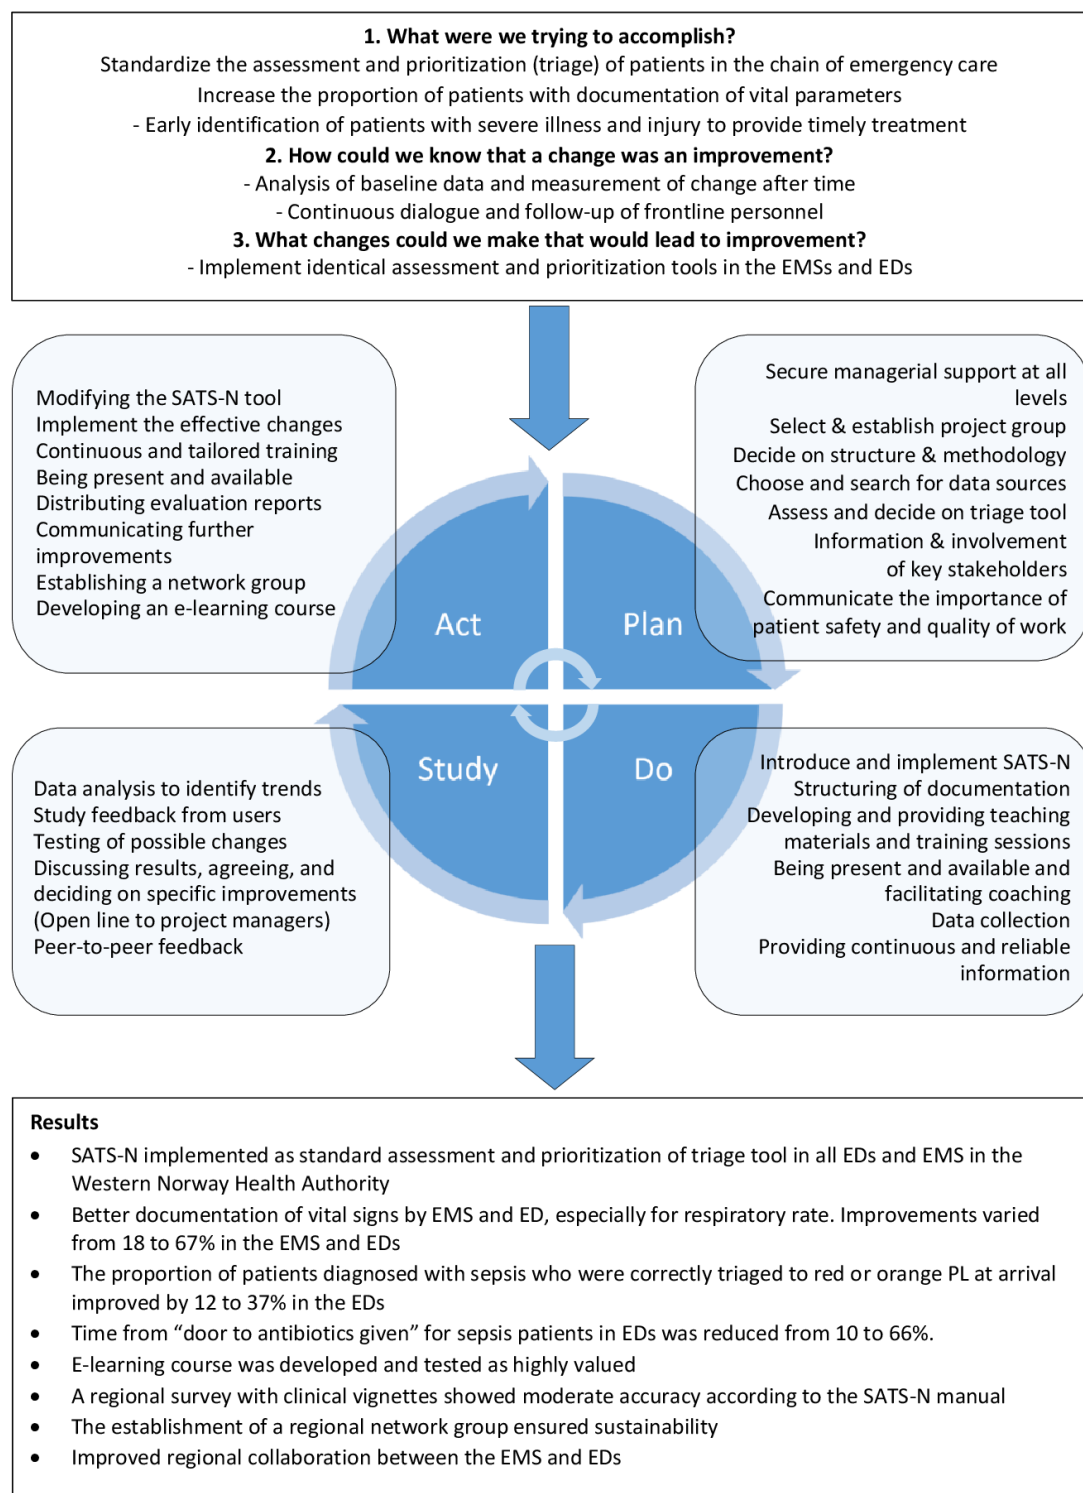 1. What were we trying to accomplish?
Standardize the assessment and prioritization (triage) of patients in the chain of emergency care
Increase the proportion of patients with documentation of vital parameters
- Early identification of patients with severe illness and injury to provide timely treatment
2. How could we know that a change was an improvement?
- Analysis of baseline data and measurement of change after time
- Continuous dialogue and follow-up of frontline personnel
3. What changes could we make that would lead to improvement?
- Implement identical assessment and prioritization tools in the EMSs and EDs
Modifying the SATS-N tool
Implement the effective changes
Continuous and tailored training
Being present and available
Distributing evaluation reports
Communicating further
improvements
Establishing a network group
Developing an e-learning course
Act
Secure managerial support at all
levels
Select & establish project group
Decide on structure & methodology
Choose and search for data sources
Assess and decide on triage tool
Information & involvement
of key stakeholders
Communicate the importance of
patient safety and quality of work
Plan
Data analysis to identify trends
Study feedback from users
Testing of possible changes
Discussing results, agreeing, and
deciding on specific improvements
(Open line to project managers)
Peer-to-peer feedback
Study
Do
Introduce and implement SATS-N
Structuring of documentation
Developing and providing teaching
materials and training sessions
Being present and available and
facilitating coaching
Data collection
Providing continuous and reliable
information
Results
• SATS-N implemented as standard assessment and prioritization of triage tool in all EDs and EMS in the
Western Norway Health Authority
• Better documentation of vital signs by EMS and ED, especially for respiratory rate. Improvements varied
from 18 to 67% in the EMS and EDs
• The proportion of patients diagnosed with sepsis who were correctly triaged to red or orange PL at arrival
improved by 12 to 37% in the EDs
• Time from “door to antibiotics given” for sepsis patients in EDs was reduced from 10 to 66%.
• E-learning course was developed and tested as highly valued
• A regional survey with clinical vignettes showed moderate accuracy according to the SATS-N manual
• The establishment of a regional network group ensured sustainability
• Improved regional collaboration between the EMS and EDs